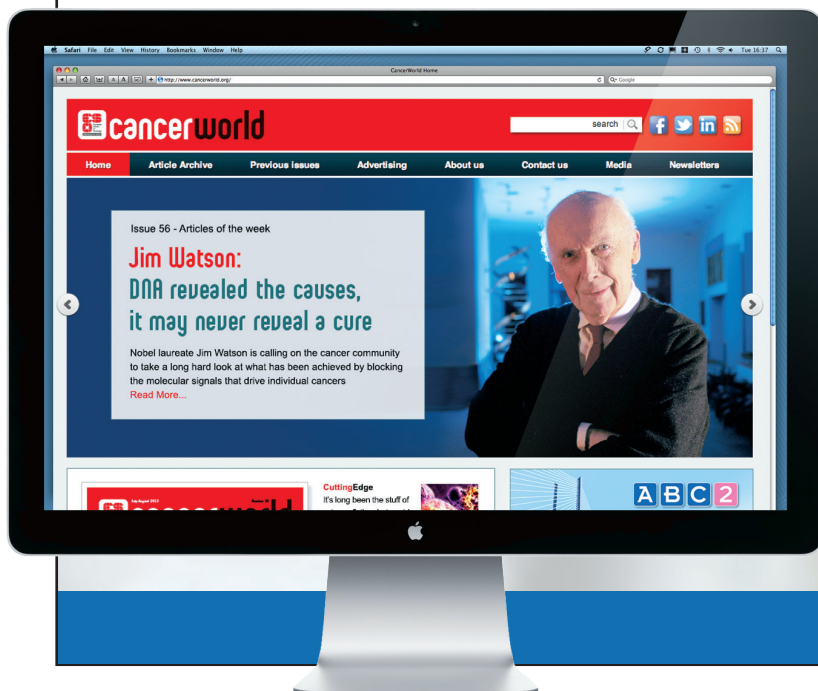 Safari File Edit View History Bookmarks Window Help
Tue 16:37
CancerWorld Home
http://www.cancerworld.org/
Google
cancerworld
search
Home Article Archive Previous issues Advertising About us Contact us Media Newsletters
Issue 56 - Articles of the week
Jim Watson:
DNA revealed the causes,
it may never reveal a cure
Nobel laureate Jim Watson is calling on the cancer community
to take a long hard look at what has been achieved by blocking
the molecular signals that drive individual cancers
Read More...
CuttingEdge
It's long been the stuff of
ABC2